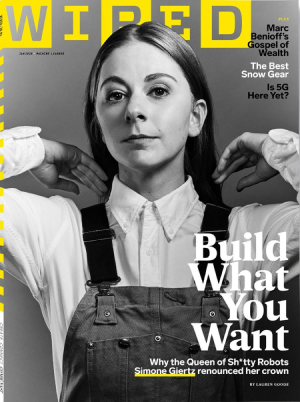 WIRED
PLUS
Marc
Benioff's
Gospel of
Wealth
The Best
Snow Gear
Is 5G
Here Yet?
Build
What
You
Want
Why the Queen of Sh*tty Robots
Simone Giertz renounced her crown
BY LAUREN GOODE